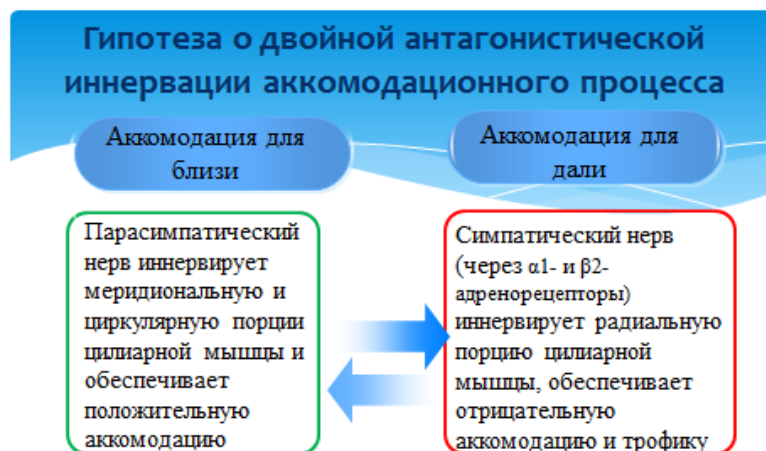 Гипотеза о двойной антагонистической
иннервации аккомодационного процесса
Аккомодация для
близи
Аккомодация для
дали
Парасимпатический
нерв иннервирует
меридиональную и
циркулярную порции
цилиарной мышцы и
обеспечивает
положительную
аккомодацию
Симпатический нерв
(через α1- и β2-
адренорецепторы)
иннервирует радиальную
порцию цилиарной
мышцы, обеспечивает
отрицательную
аккомодацию и трофику